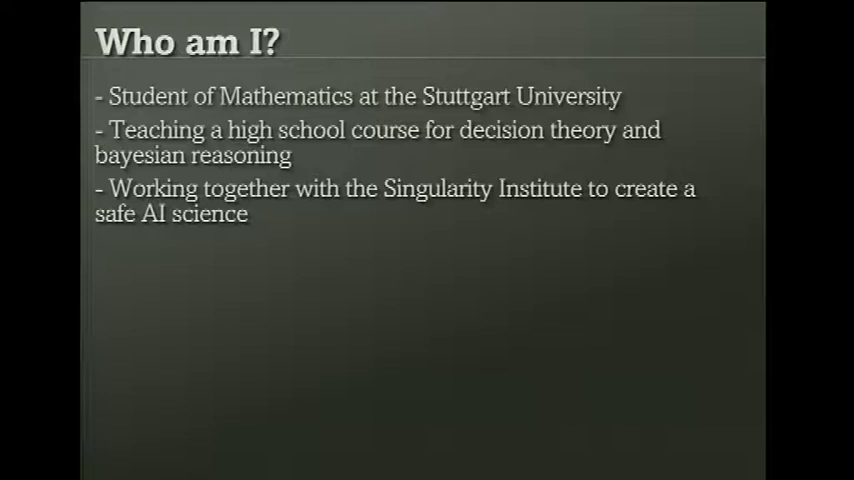 Who am I?
- Student of Mathematics at the Stuttgart University
- Teaching a high school course for decision theory and
bayesian reasoning
- Working together with the Singularity Institute to create a
safe AI science